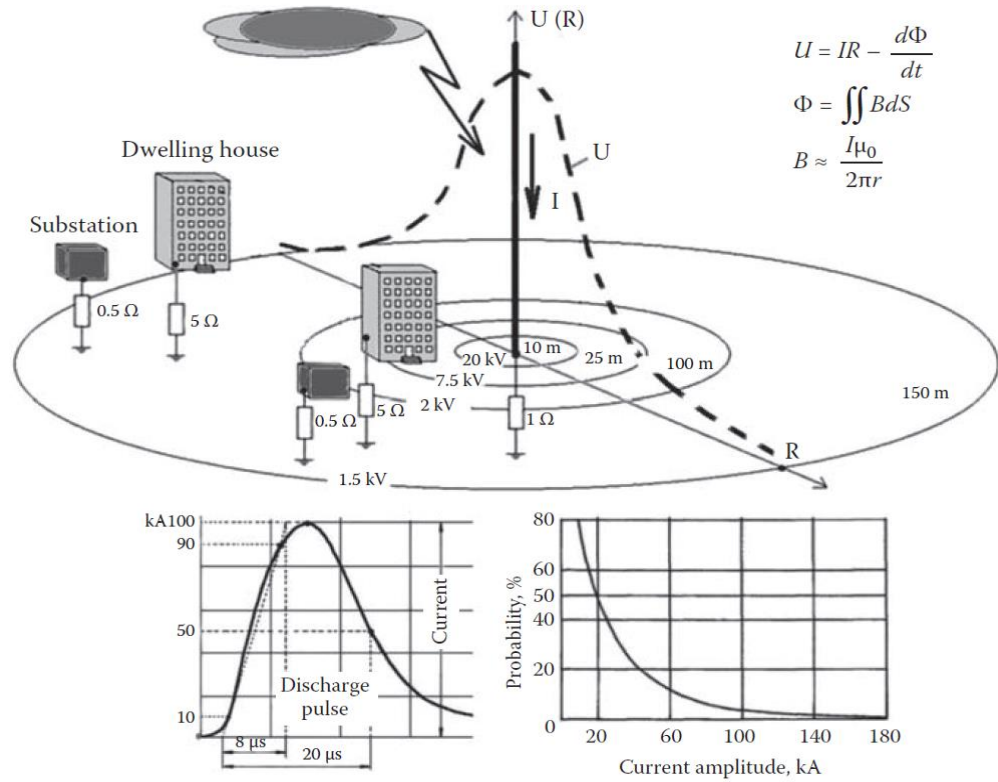 U (R)
U = IR − dΦ/dt
Φ = ∬ BdS
B ≈ Iμ₀/2πr
Dwelling house
Substation
U
I
0.5 Ω
5 Ω
10 m
20 kV
25 m
100 m
7.5 kV
150 m
2 kV
0.5 Ω
5 Ω
1 Ω
R
1.5 kV
kA100
90
50
10
Current
Discharge
pulse
8 μs
20 μs
80
60
50
40
20
0
Probability, %
20
60
100
140
180
Current amplitude, kA